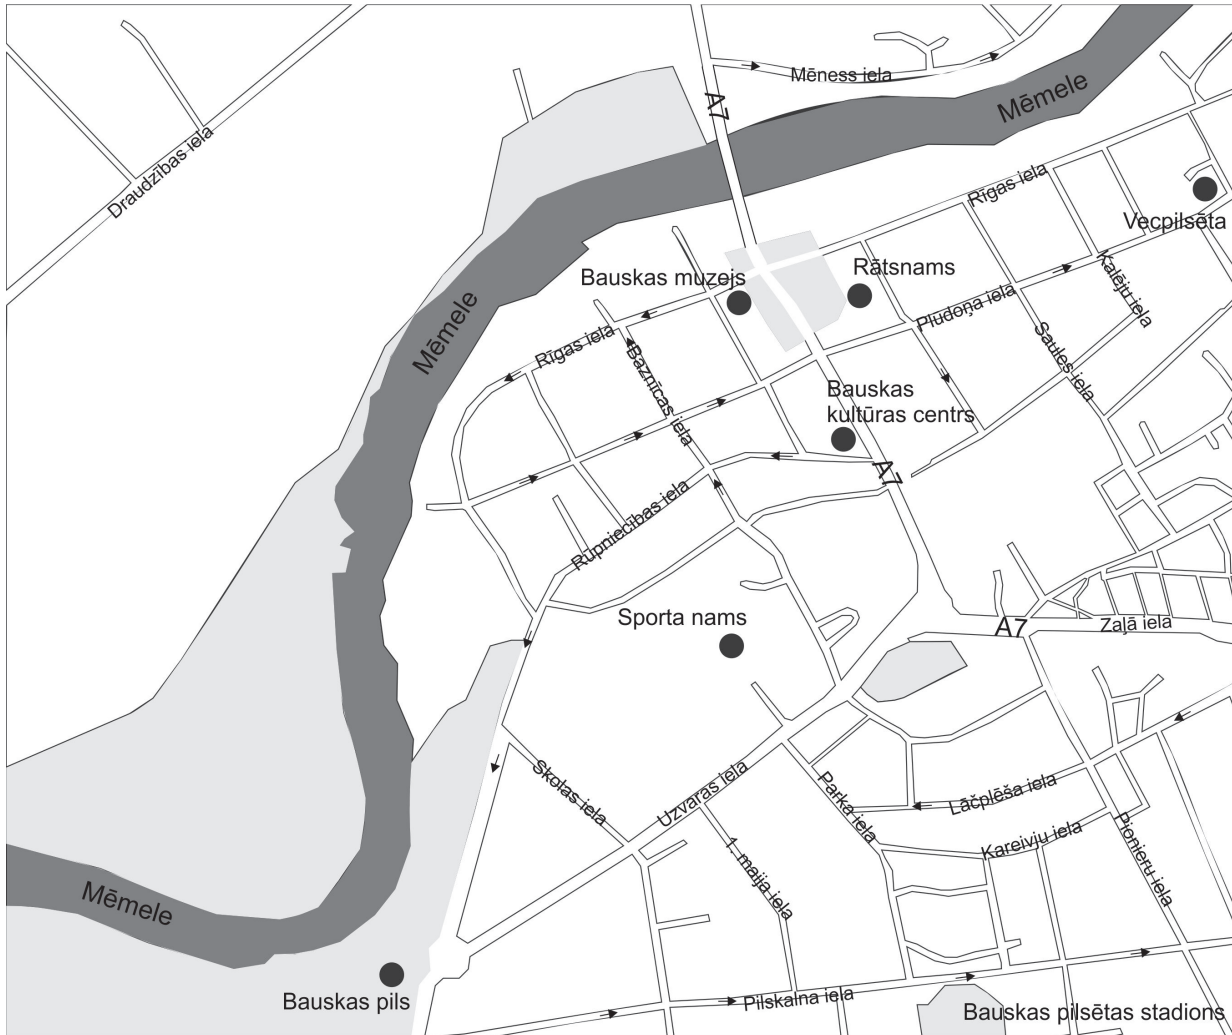 Mēness iela
A7
Mēmele
Draudzības iela
Rīgas iela
Vecpilsēta
Bauskas muzejs
Rātsnams
Kalēju iela
Pludoņa iela
Mēmele
Rīgas iela
Baznīcas iela
Saules iela
Bauskas
kultūras centrs
A7
Rūpniecības iela
Sporta nams
A7
Zaļā iela
Skolas iela
Uzvaras iela
Parka iela
Lāčplēša iela
Kareivju iela
Pionieru iela
1. maija iela
Mēmele
Bauskas pils
Pilskalna iela
Bauskas pilsētas stadions